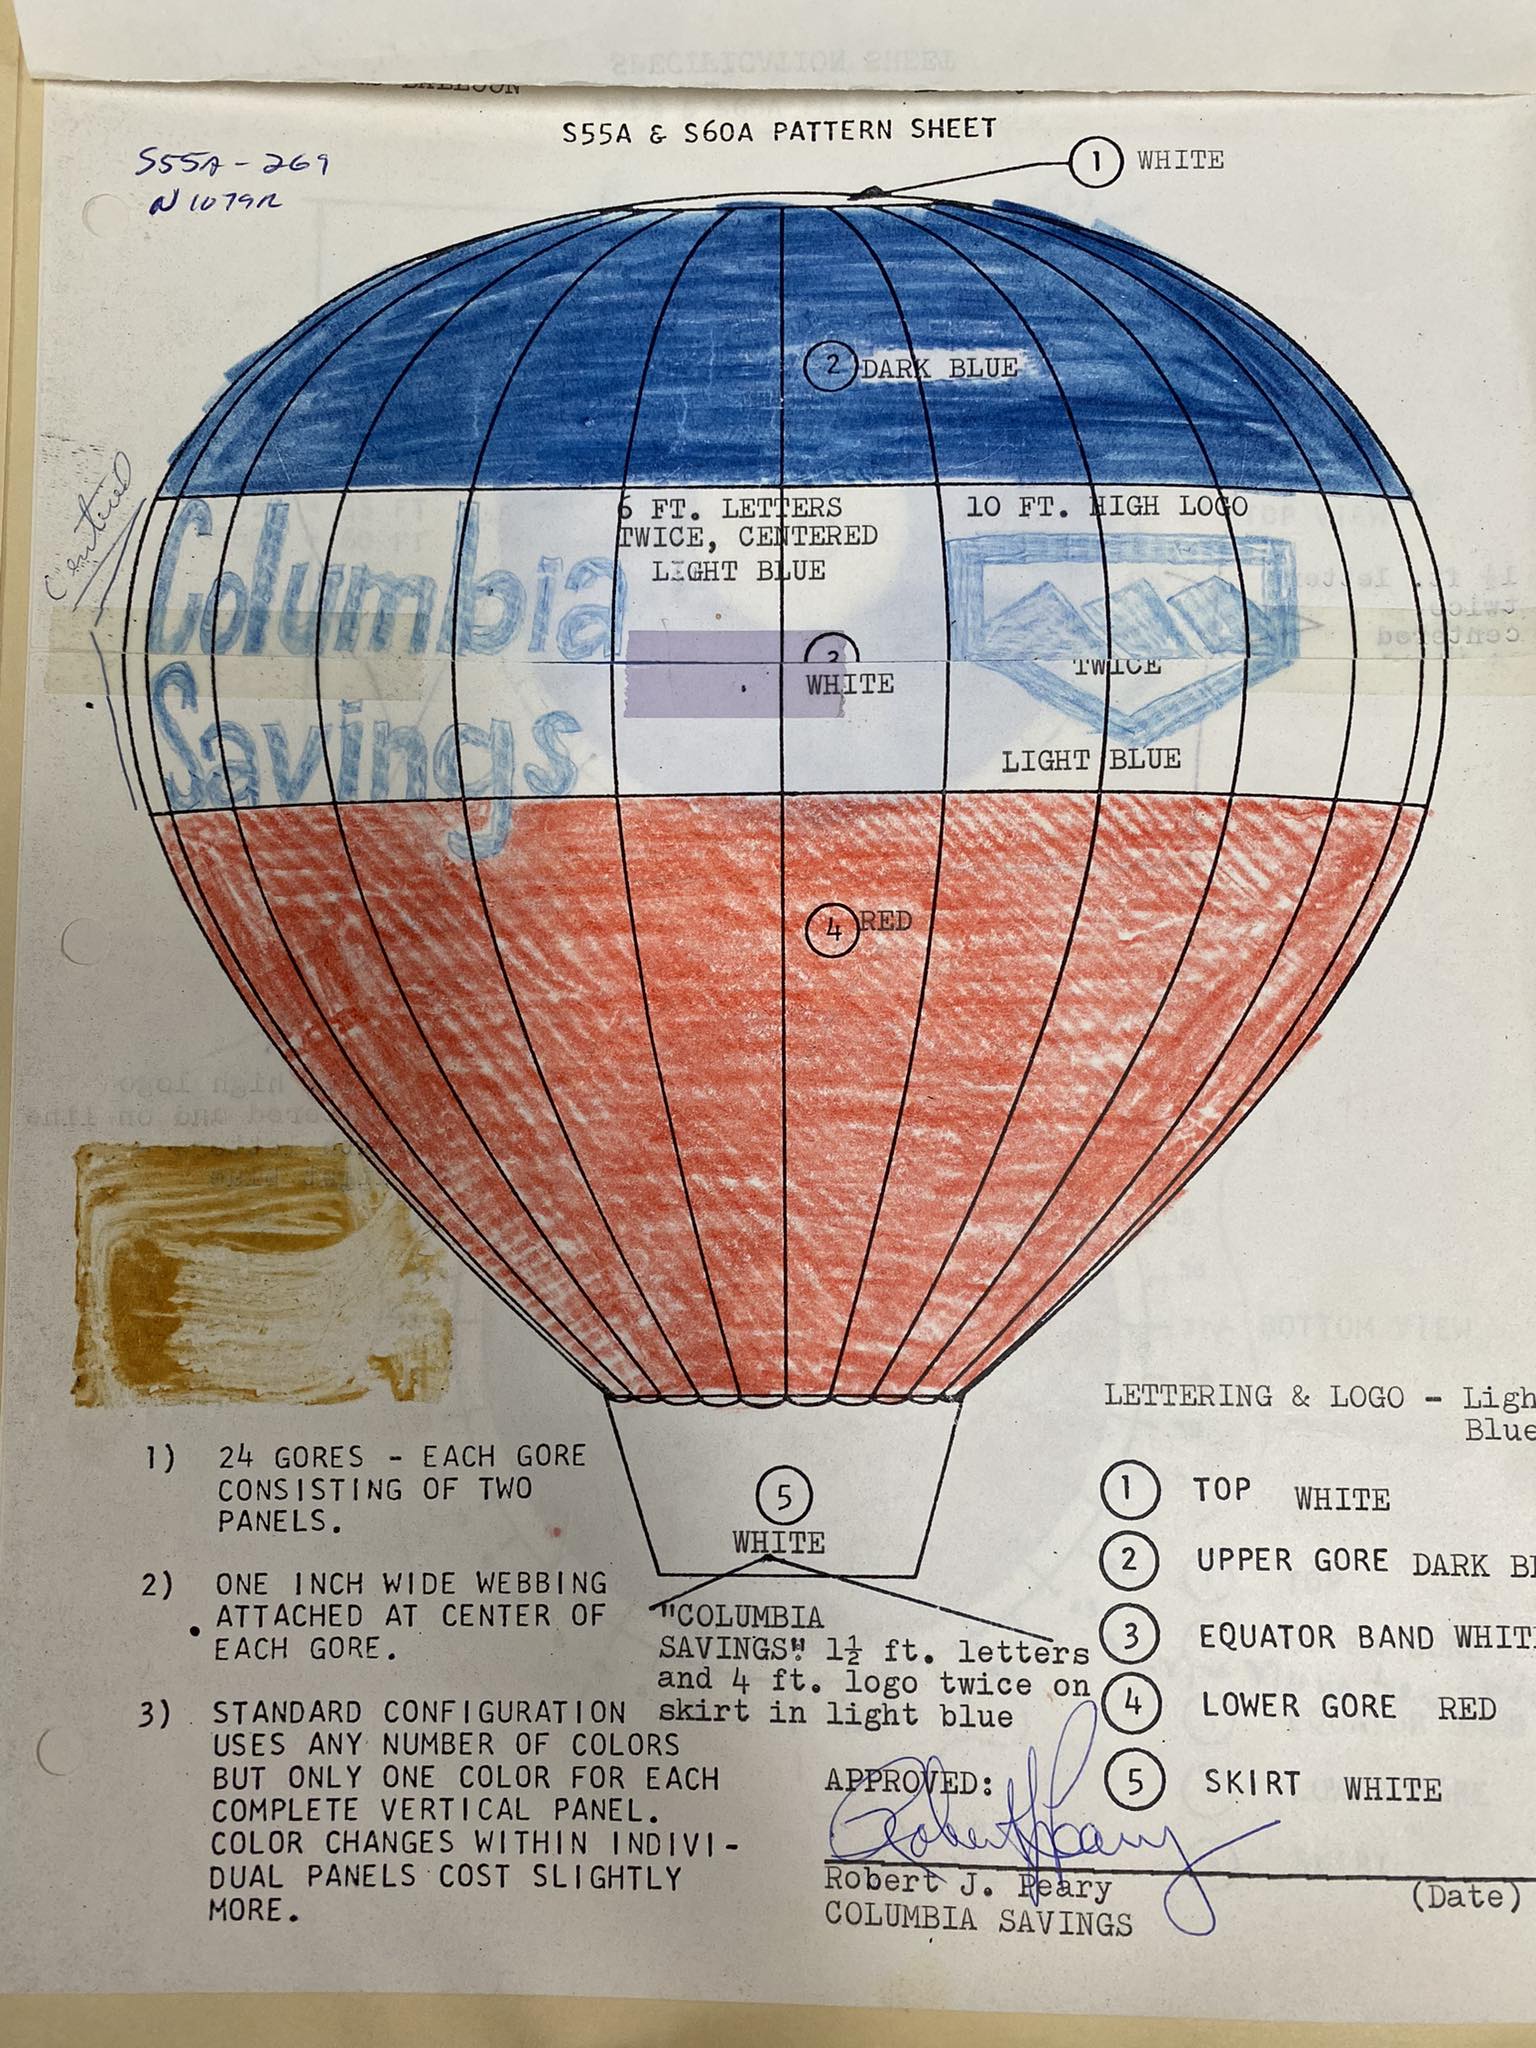 BALLOON
S55A & S60A PATTERN SHEET
S55A-269
N1079R
1 WHITE
2 DARK BLUE
Centered
Columbia
Savings
6 FT. LETTERS
TWICE, CENTERED
LIGHT BLUE
10 FT. HIGH LOGO
3
WHITE
TWICE
LIGHT BLUE
4 RED
5
WHITE
"COLUMBIA
SAVINGS" 1½ ft. letters
and 4 ft. logo twice on
skirt in light blue
1) 24 GORES - EACH GORE
CONSISTING OF TWO
PANELS.
2) ONE INCH WIDE WEBBING
ATTACHED AT CENTER OF
EACH GORE.
3) STANDARD CONFIGURATION
USES ANY NUMBER OF COLORS
BUT ONLY ONE COLOR FOR EACH
COMPLETE VERTICAL PANEL.
COLOR CHANGES WITHIN INDIVI-
DUAL PANELS COST SLIGHTLY
MORE.
LETTERING & LOGO - Ligh
Blue
1 TOP WHITE
2 UPPER GORE DARK BL
3 EQUATOR BAND WHITE
4 LOWER GORE RED
5 SKIRT WHITE
APPROVED:
Robert J Peary
Robert J. Peary
(Date)
COLUMBIA SAVINGS